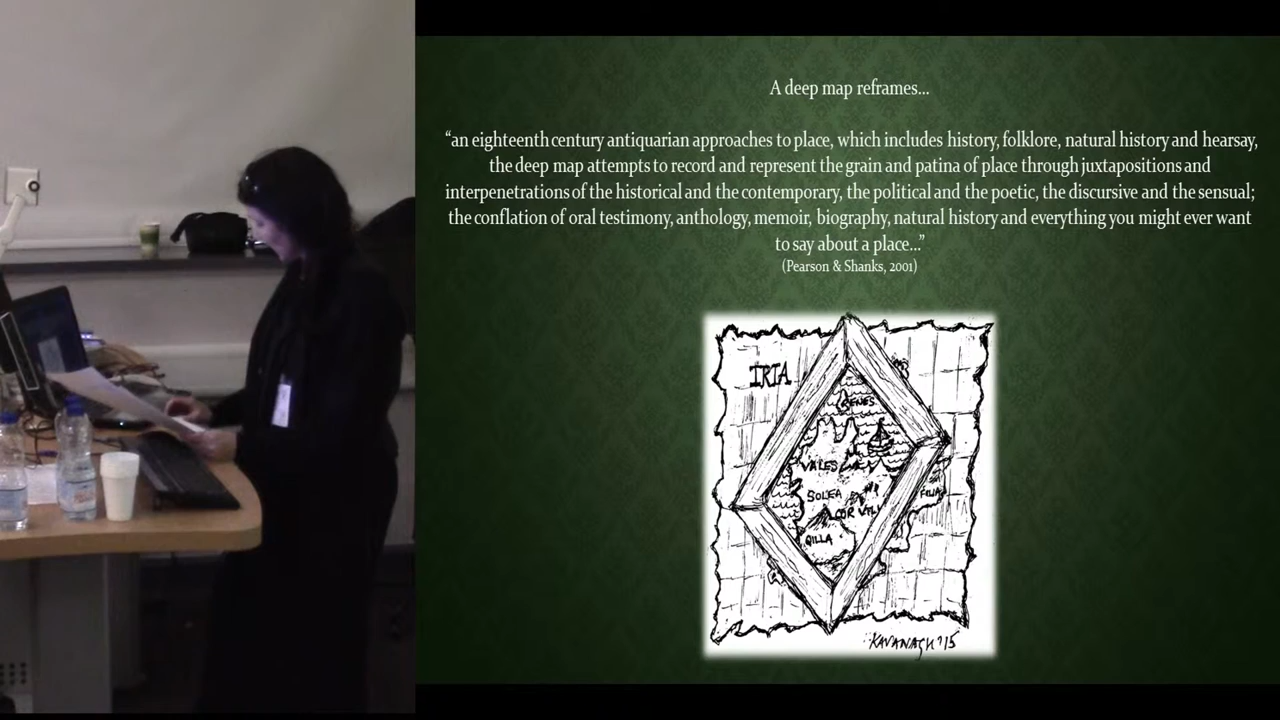 A deep map reframes...
“an eighteenth century antiquarian approaches to place, which includes history, folklore, natural history and hearsay,
the deep map attempts to record and represent the grain and patina of place through juxtapositions and
interpenetrations of the historical and the contemporary, the political and the poetic, the discursive and the sensual;
the conflation of oral testimony, anthology, memoir, biography, natural history and everything you might ever want
to say about a place...”
(Pearson & Shanks, 2001)
IRIA
VALES
SOLEA
QILLA
KAVANAGH '15